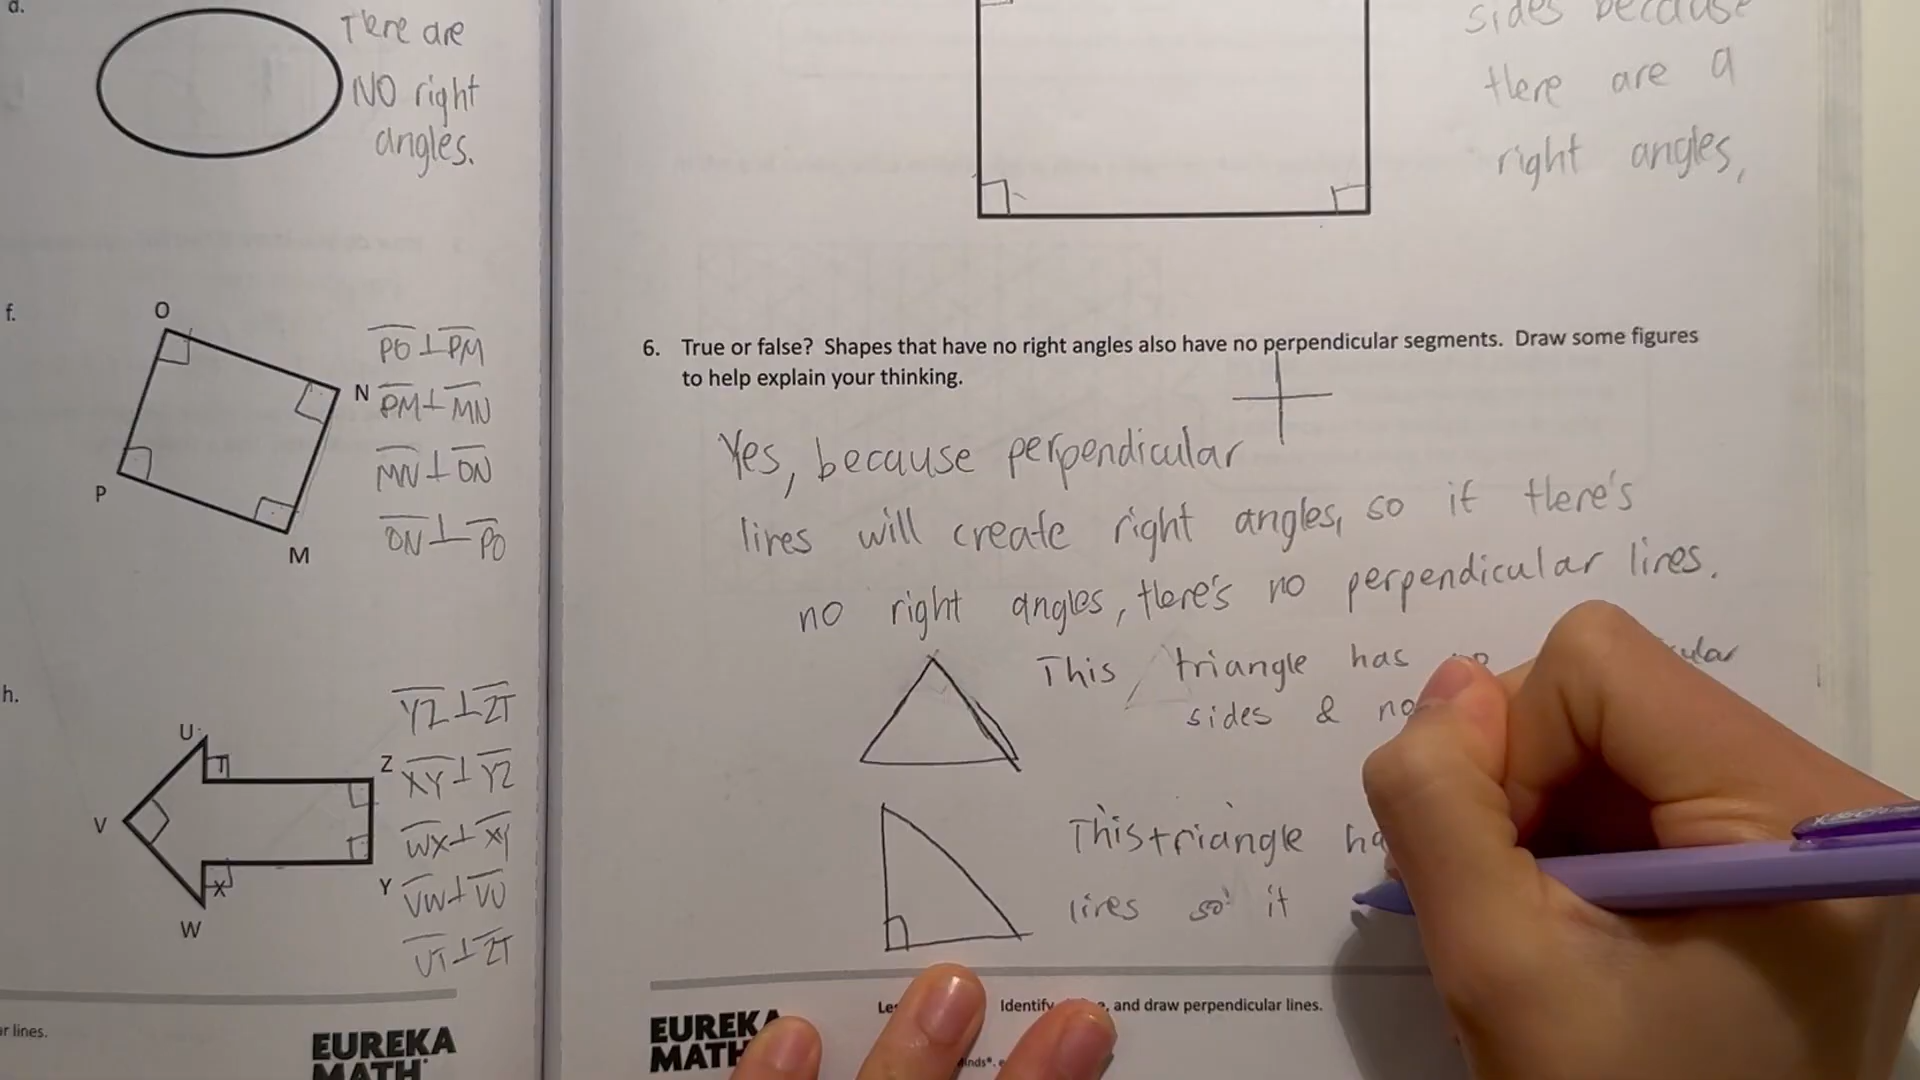 d.
There are
NO right
angles.
f.
O
N
P
M
PO ⊥ PM
PM ⊥ MN
MN ⊥ ON
ON ⊥ PO
h.
U
T
Z
V
X
Y
W
YZ ⊥ ZT
XY ⊥ YZ
WX ⊥ XY
VW ⊥ VU
UT ⊥ ZT
r lines.
EUREKA
MATH
sides because
there are a
right angles,
6. True or false? Shapes that have no right angles also have no perpendicular segments. Draw some figures
to help explain your thinking.
Yes, because perpendicular
lines will create right angles, so if there's
no right angles, there's no perpendicular lines.
This triangle has no
sides & no
This triangle ha
lines so it
Identify, and draw perpendicular lines.
EUREKA
MATH